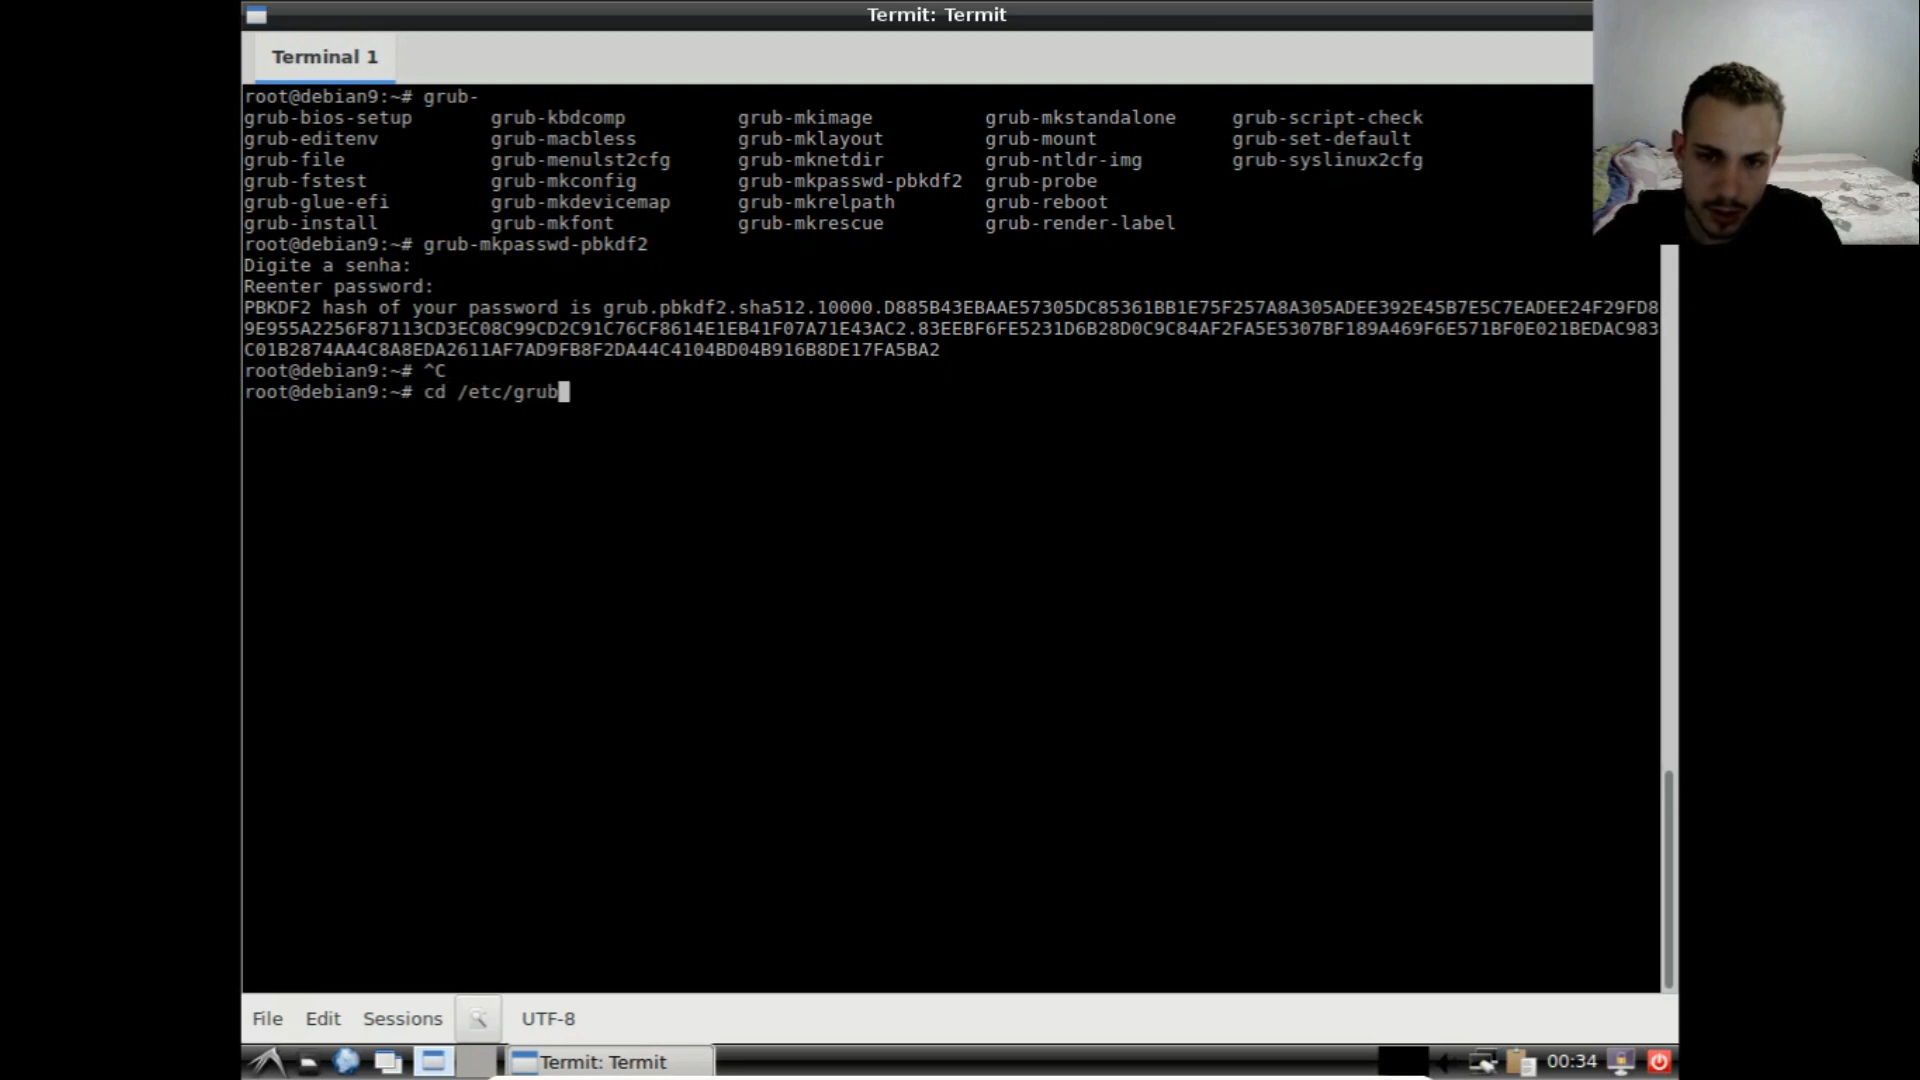 Termit: Termit
Terminal 1
root@debian9:~# grub-
grub-bios-setup grub-kbdcomp grub-mkimage grub-mkstandalone grub-script-check
grub-editenv grub-macbless grub-mklayout grub-mount grub-set-default
grub-file grub-menulst2cfg grub-mknetdir grub-ntldr-img grub-syslinux2cfg
grub-fstest grub-mkconfig grub-mkpasswd-pbkdf2 grub-probe
grub-glue-efi grub-mkdevicemap grub-mkrelpath grub-reboot
grub-install grub-mkfont grub-mkrescue grub-render-label
root@debian9:~# grub-mkpasswd-pbkdf2
Digite a senha:
Reenter password:
PBKDF2 hash of your password is grub.pbkdf2.sha512.10000.D885B43EBAAE57305DC85361BB1E75F257A8A305ADEE392E45B7E5C7EADEE24F29FD8
9E955A2256F87113CD3EC08C99CD2C91C76CF8614E1EB41F07A71E43AC2.83EEBF6FE5231D6B28D0C9C84AF2FA5E5307BF189A469F6E571BF0E021BEDAC983
C01B2874AA4C8A8EDA2611AF7AD9FB8F2DA44C4104BD04B916B8DE17FA5BA2
root@debian9:~# ^C
root@debian9:~# cd /etc/grub
File Edit Sessions UTF-8
Termit: Termit 00:34